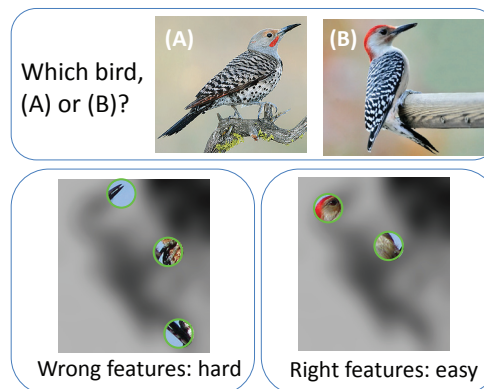 (A)
(B)
Which bird,
(A) or (B)?
Wrong features: hard
Right features: easy